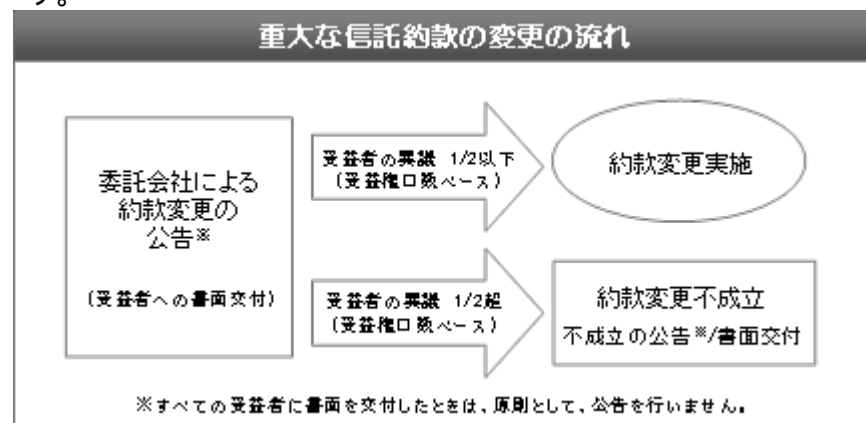 す。
重大な信託約款の変更の流れ
委託会社による
約款変更の
公告※
(受益者への書面交付)
受益者の異議 1/2以下
(受益権口数ベース)
約款変更実施
受益者の異議 1/2超
(受益権口数ベース)
約款変更不成立
不成立の公告※/書面交付
※すべての受益者に書面を交付したときは、原則として、公告を行いません。